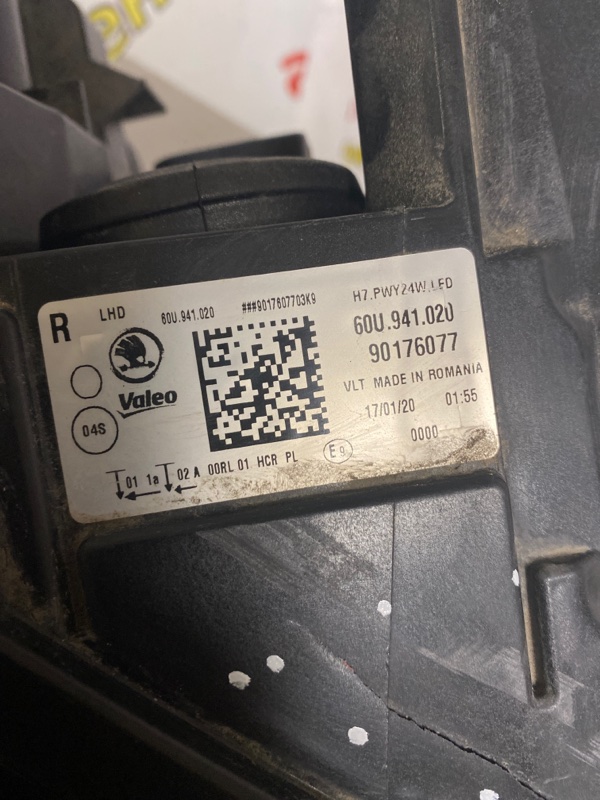 R LHD 60U.941.020 ###9017607703K9 H7.PWY24W.LED
60U.941.020
90176077
Valeo
VLT MADE IN ROMANIA
17/01/20 01:55
04S
0000
01 1a 02 A 00RL 01 HCR PL E9